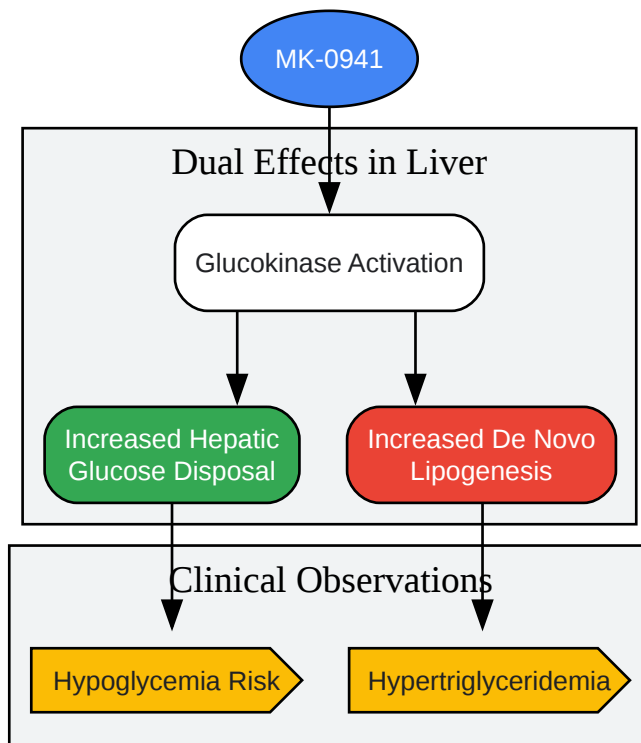 MK-0941
Dual Effects in Liver
Glucokinase Activation
Increased Hepatic
Glucose Disposal
Increased De Novo
Lipogenesis
Clinical Observations
Hypoglycemia Risk
Hypertriglyceridemia